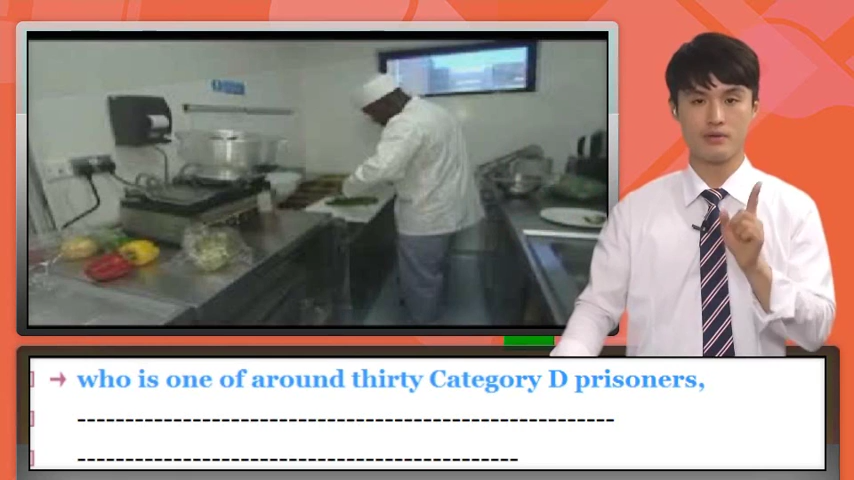 ] → who is one of around thirty Category D prisoners,
] --------------------------------------------------------
] ---------------------------------------------